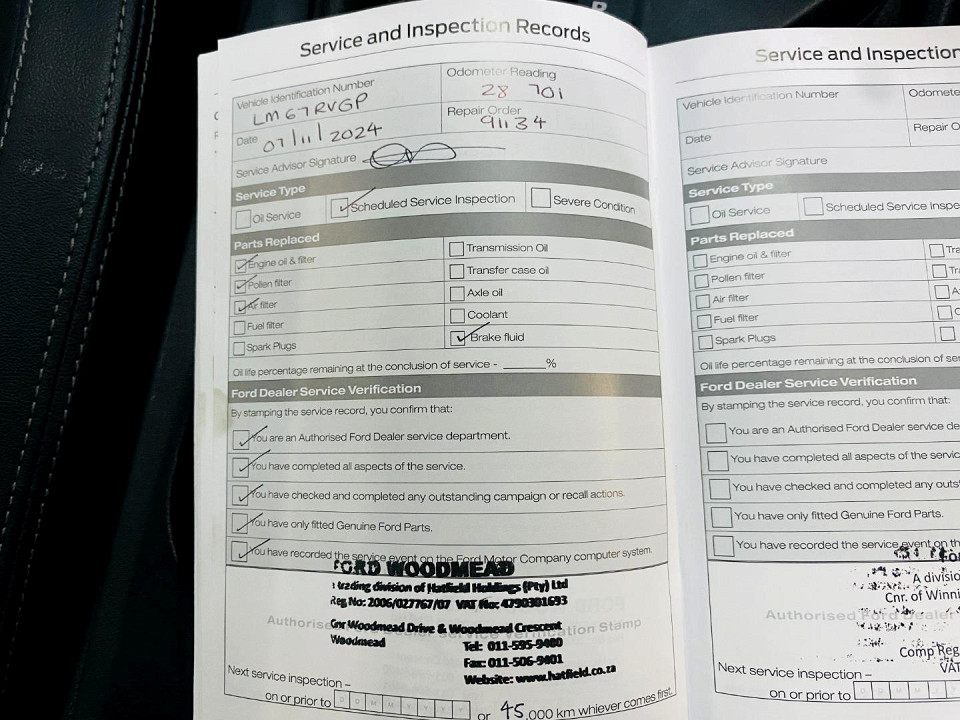 Service and Inspection Records
Vehicle Identification Number
LM67RVGP
Odometer Reading
28 701
Date 07/11/2024
Repair Order
91134
Service Advisor Signature
Service Type
Oil Service
Scheduled Service Inspection
Severe Condition
Parts Replaced
Engine oil & filter
Transmission Oil
Pollen filter
Transfer case oil
Air filter
Axle oil
Fuel filter
Coolant
Spark Plugs
Brake fluid
Oil life percentage remaining at the conclusion of service - ______%
Ford Dealer Service Verification
By stamping the service record, you confirm that:
You are an Authorised Ford Dealer service department.
You have completed all aspects of the service.
You have checked and completed any outstanding campaign or recall actions.
You have only fitted Genuine Ford Parts.
You have recorded the service event on the Ford Motor Company computer system.
FORD WOODMEAD
trading division of Hatfield Holdings (Pty) Ltd
Reg No: 2006/027767/07 VAT No: 4790301693
Cnr Woodmead Drive & Woodmead Crescent
Woodmead
Tel: 011-595-9400
Fax: 011-506-9401
Website: www.hatfield.co.za
Next service inspection –
on or prior to D D M M Y Y Y Y or 45,000 km whiever comes first.
Service and Inspection
Vehicle Identification Number
Odomete
Date
Repair O
Service Advisor Signature
Service Type
Oil Service
Scheduled Service Inspe
Parts Replaced
Engine oil & filter
Tra
Pollen filter
Tr
Air filter
A
Fuel filter
C
Spark Plugs
Oil life percentage remaining at the conclusion of se
Ford Dealer Service Verification
By stamping the service record, you confirm that:
You are an Authorised Ford Dealer service de
You have completed all aspects of the servic
You have checked and completed any outs
You have only fitted Genuine Ford Parts.
You have recorded the service event on th
A divisio
Cnr. of Winni
Authorised Ford Dealer
Comp Reg
VAT
Next service inspection –
on or prior to